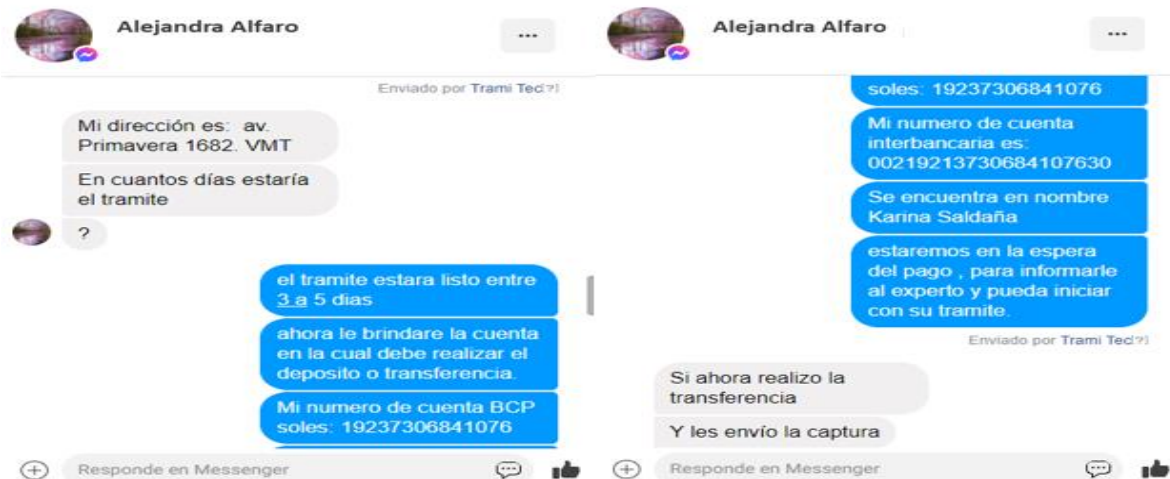 Alejandra Alfaro
Enviado por Trami Tec[?]
Mi dirección es: av.
Primavera 1682. VMT
En cuantos días estaría
el tramite
?
el tramite estara listo entre
3 a 5 dias
ahora le brindare la cuenta
en la cual debe realizar el
deposito o transferencia.
Mi numero de cuenta BCP
soles: 19237306841076
Responde en Messenger
Alejandra Alfaro
soles: 19237306841076
Mi numero de cuenta
interbancaria es:
00219213730684107630
Se encuentra en nombre
Karina Saldaña
estaremos en la espera
del pago , para informarle
al experto y pueda iniciar
con su tramite.
Enviado por Trami Tec[?]
Si ahora realizo la
transferencia
Y les envío la captura
Responde en Messenger